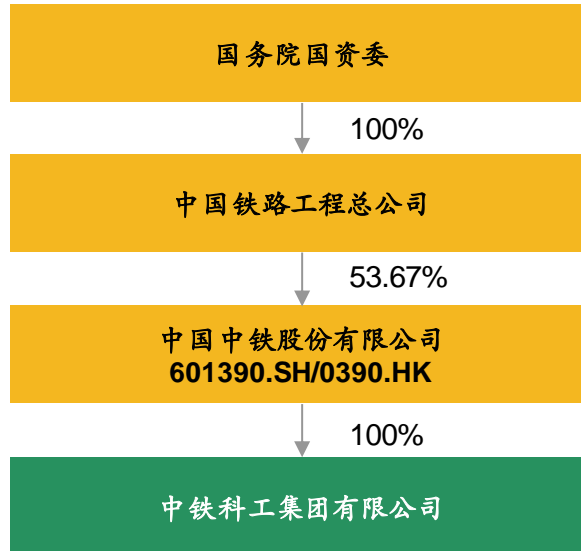 国务院国资委
100%
中国铁路工程总公司
53.67%
中国中铁股份有限公司
601390.SH/0390.HK
100%
中铁科工集团有限公司